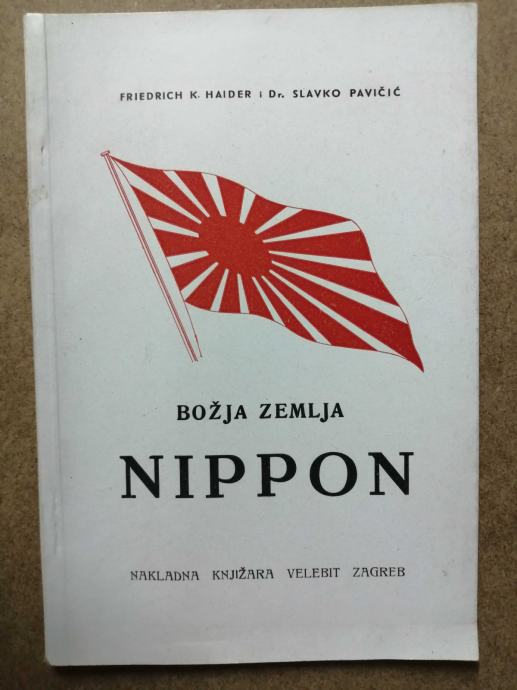 FRIEDRICH K. HAIDER i Dr. SLAVKO PAVIČIĆ
BOŽJA ZEMLJA
NIPPON
NAKLADNA KNJIŽARA VELEBIT ZAGREB